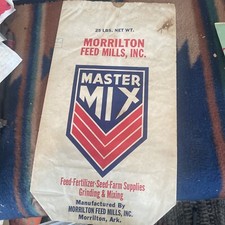 25 LBS. NET WT.
MORRILTON
FEED MILLS, INC.
MASTER
MIX
Feed-Fertilizer-Seed-Farm Supplies
Grinding & Mixing
Manufactured By
MORRILTON FEED MILLS, INC.
Morrilton, Ark.